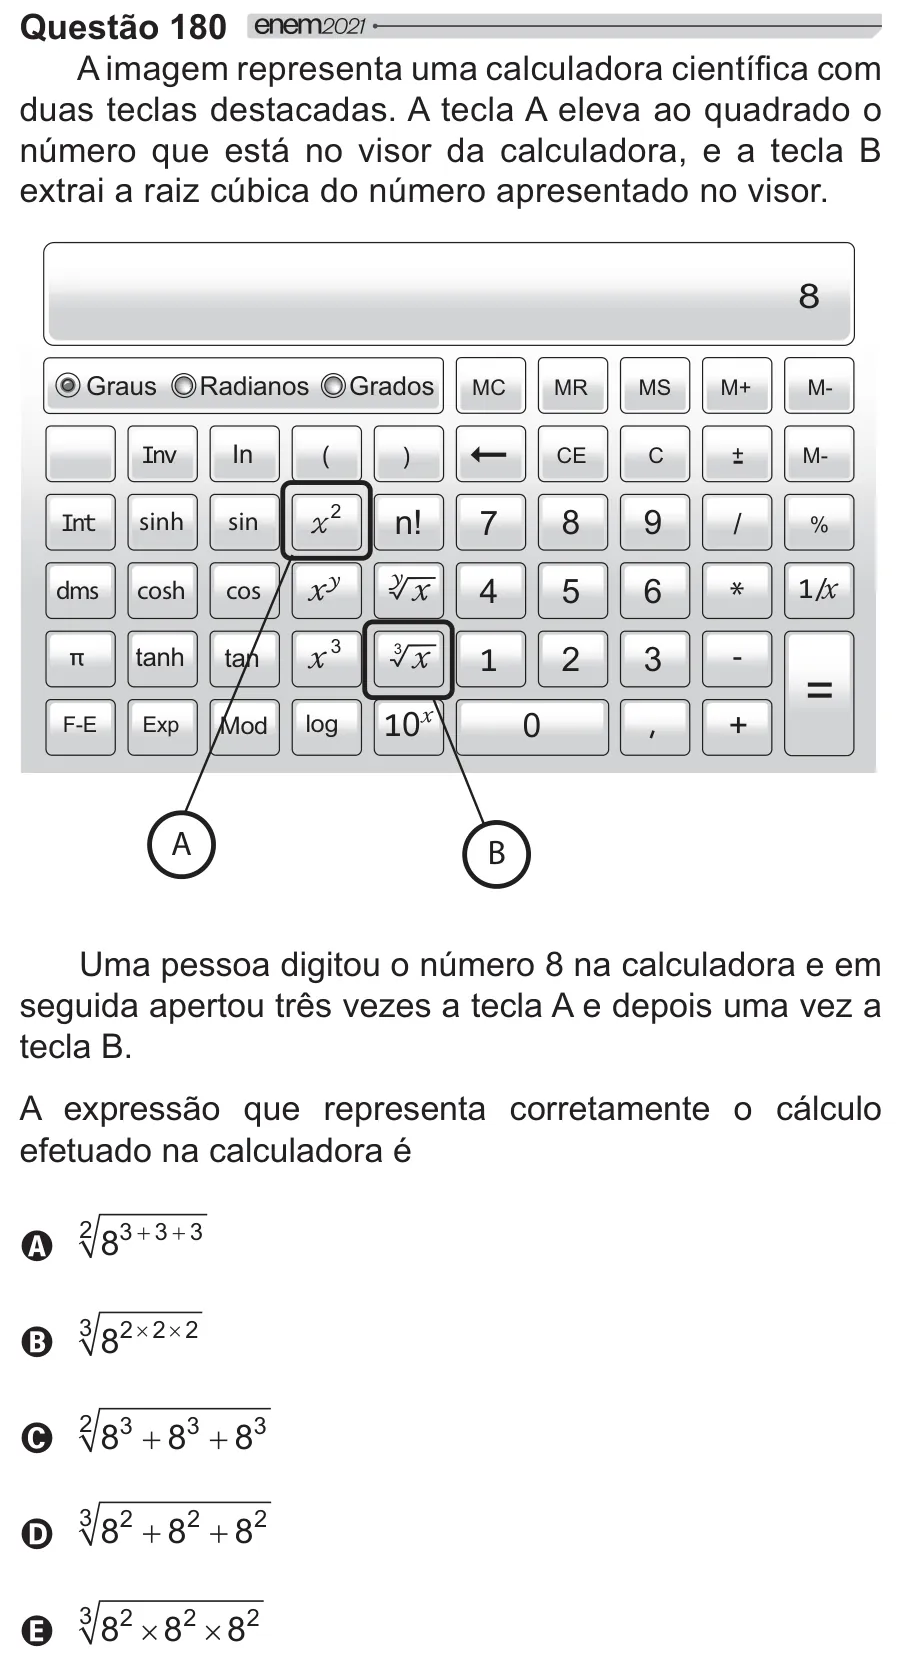 Questão 180 enem2021
A imagem representa uma calculadora científica com
duas teclas destacadas. A tecla A eleva ao quadrado o
número que está no visor da calculadora, e a tecla B
extrai a raiz cúbica do número apresentado no visor.
8
Graus Radianos Grados MC MR MS M+ M-
Inv ln ( ) ← CE C ± M-
Int sinh sin x² n! 7 8 9 / %
dms cosh cos xʸ ʸ√x 4 5 6 * 1/x
π tanh tan x³ ³√x 1 2 3 - =
F-E Exp Mod log 10ˣ 0 , +
A B
Uma pessoa digitou o número 8 na calculadora e em
seguida apertou três vezes a tecla A e depois uma vez a
tecla B.
A expressão que representa corretamente o cálculo
efetuado na calculadora é
A ²√8³⁺³⁺³
B ³√8²ˣ²ˣ²
C ²√8³ + 8³ + 8³
D ³√8² + 8² + 8²
E ³√8² × 8² × 8²